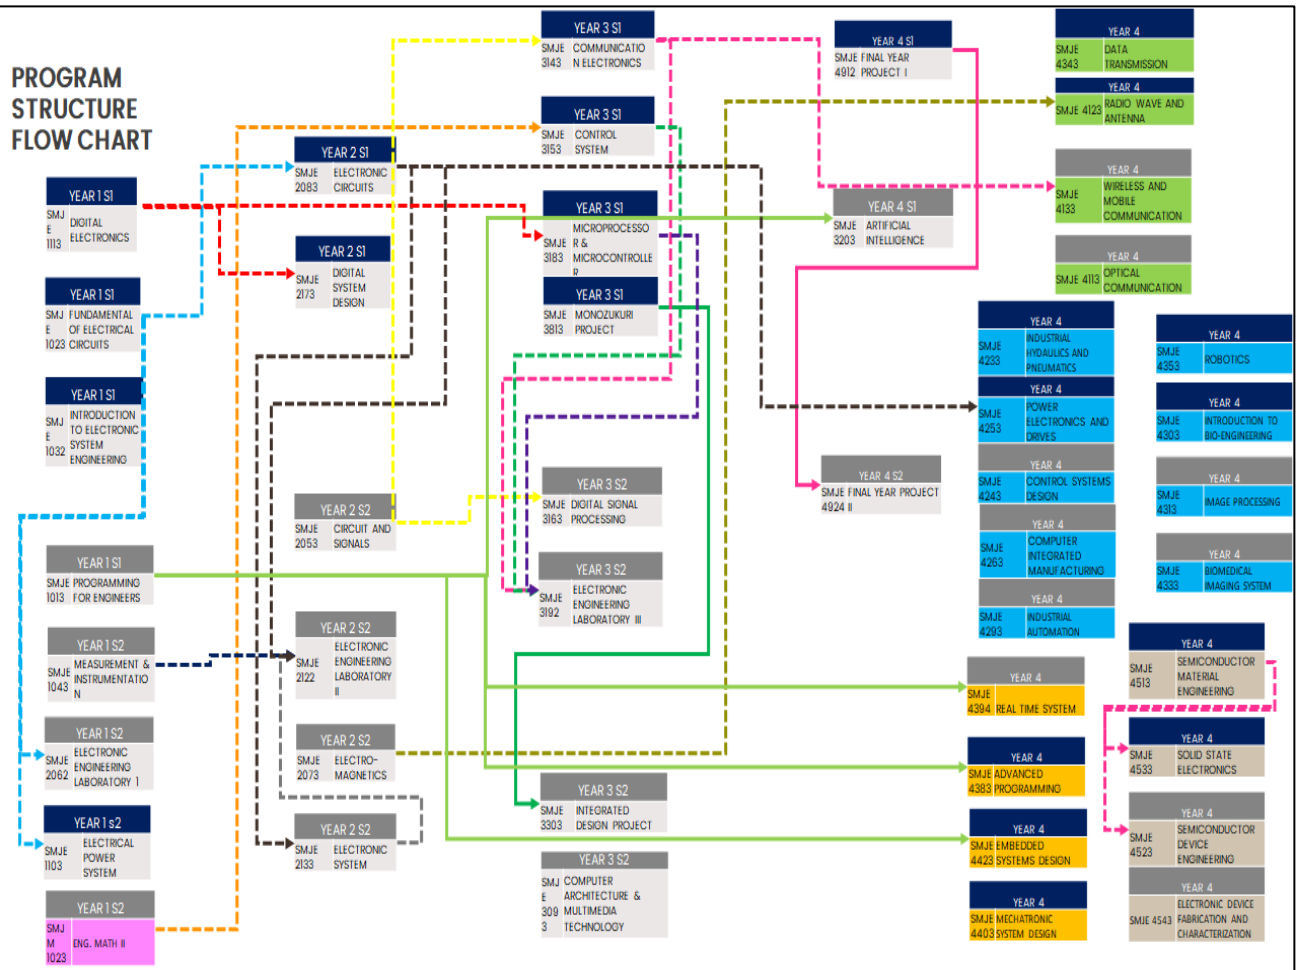 PROGRAM
STRUCTURE
FLOW CHART
YEAR 1 S1
SMJ
E
1113
DIGITAL
ELECTRONICS
YEAR 1 S1
SMJ
E
1023
FUNDAMENTAL
OF ELECTRICAL
CIRCUITS
YEAR 1 S1
SMJ
E
1032
INTRODUCTION
TO ELECTRONIC
SYSTEM
ENGINEERING
YEAR 1 S1
SMJE
1013
PROGRAMMING
FOR ENGINEERS
YEAR 1 S2
SMJE
1043
MEASUREMENT &
INSTRUMENTATIO
N
YEAR 1 S2
SMJE
2062
ELECTRONIC
ENGINEERING
LABORATORY 1
YEAR 1 s2
SMJE
1103
ELECTRICAL
POWER
SYSTEM
YEAR 1 S2
SMJ
M
1023
ENG. MATH II
YEAR 2 S1
SMJE
2083
ELECTRONIC
CIRCUITS
YEAR 2 S1
SMJE
2173
DIGITAL
SYSTEM
DESIGN
YEAR 2 S2
SMJE
2053
CIRCUIT AND
SIGNALS
YEAR 2 S2
SMJE
2122
ELECTRONIC
ENGINEERING
LABORATORY
II
YEAR 2 S2
SMJE
2073
ELECTRO-
MAGNETICS
YEAR 2 S2
SMJE
2133
ELECTRONIC
SYSTEM
YEAR 3 S1
SMJE
3143
COMMUNICATIO
N ELECTRONICS
YEAR 3 S1
SMJE
3153
CONTROL
SYSTEM
YEAR 3 S1
SMJE
3183
MICROPROCESSO
R &
MICROCONTROLLE
R
YEAR 3 S1
SMJE
3813
MONOZUKURI
PROJECT
YEAR 3 S2
SMJE
3163
DIGITAL SIGNAL
PROCESSING
YEAR 3 S2
SMJE
3192
ELECTRONIC
ENGINEERING
LABORATORY III
YEAR 3 S2
SMJE
3303
INTEGRATED
DESIGN PROJECT
YEAR 3 S2
SMJ
E
309
3
COMPUTER
ARCHITECTURE &
MULTIMEDIA
TECHNOLOGY
YEAR 4 S1
SMJE
4912
FINAL YEAR
PROJECT I
YEAR 4 S1
SMJE
3203
ARTIFICIAL
INTELLIGENCE
YEAR 4 S2
SMJE
4924
FINAL YEAR PROJECT
II
YEAR 4
SMJE
4343
DATA
TRANSMISSION
YEAR 4
SMJE 4123
RADIO WAVE AND
ANTENNA
YEAR 4
SMJE
4133
WIRELESS AND
MOBILE
COMMUNICATION
YEAR 4
SMJE 4113
OPTICAL
COMMUNICATION
YEAR 4
SMJE
4233
INDUSTRIAL
HYDAULICS AND
PNEUMATICS
YEAR 4
SMJE
4253
POWER
ELECTRONICS AND
DRIVES
YEAR 4
SMJE
4243
CONTROL SYSTEMS
DESIGN
YEAR 4
SMJE
4263
COMPUTER
INTEGRATED
MANUFACTURING
YEAR 4
SMJE
4293
INDUSTRIAL
AUTOMATION
YEAR 4
SMJE
4353
ROBOTICS
YEAR 4
SMJE
4303
INTRODUCTION TO
BIO-ENGINEERING
YEAR 4
SMJE
4313
IMAGE PROCESSING
YEAR 4
SMJE
4333
BIOMEDICAL
IMAGING SYSTEM
YEAR 4
SMJE
4394
REAL TIME SYSTEM
YEAR 4
SMJE
4383
ADVANCED
PROGRAMMING
YEAR 4
SMJE
4423
EMBEDDED
SYSTEMS DESIGN
YEAR 4
SMJE
4403
MECHATRONIC
SYSTEM DESIGN
YEAR 4
SMJE
4513
SEMICONDUCTOR
MATERIAL
ENGINEERING
YEAR 4
SMJE
4533
SOLID STATE
ELECTRONICS
YEAR 4
SMJE
4523
SEMICONDUCTOR
DEVICE
ENGINEERING
YEAR 4
SMJE 4543
ELECTRONIC DEVICE
FABRICATION AND
CHARACTERIZATION